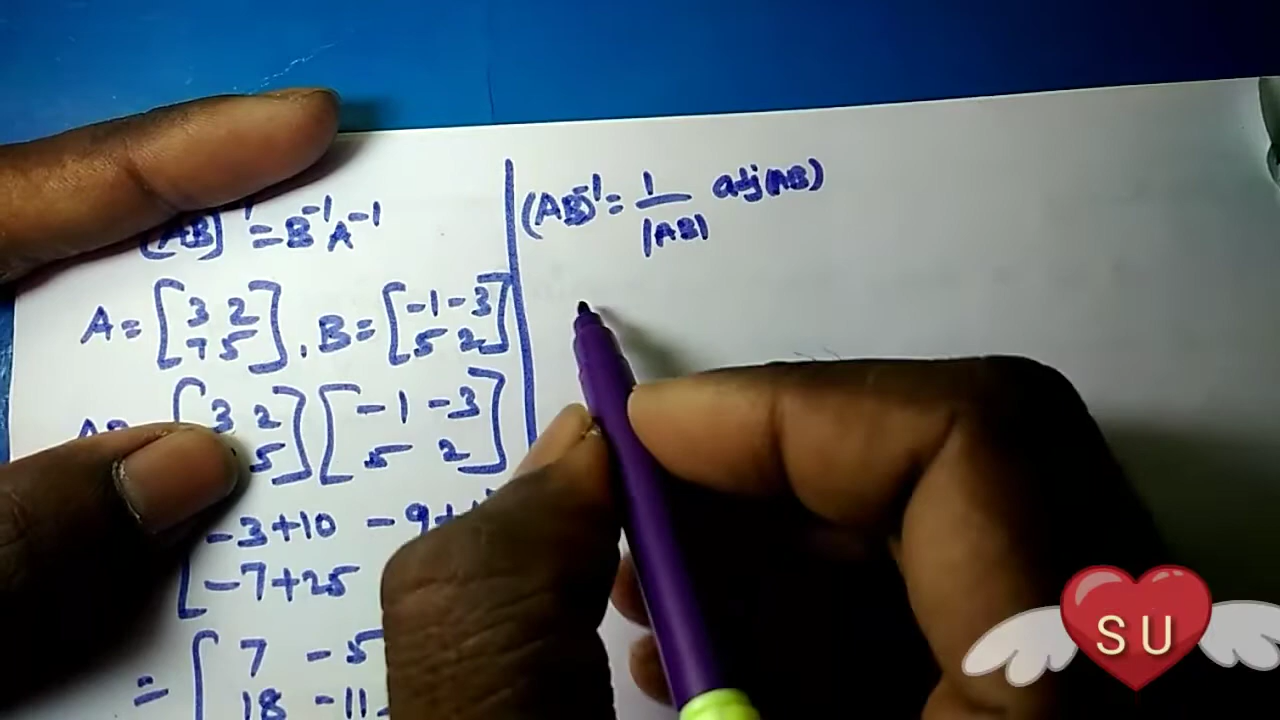 (AB)⁻¹ = B⁻¹A⁻¹
A = [3 2 , B = [-1 -3
7 5] 5 2]
3 2] [-1 -3]
5] [5 2]
-3+10 -9+
-7+25
= [7 -5
18 -11
(AB)⁻¹ = 1/|AB| adj(AB)
SU